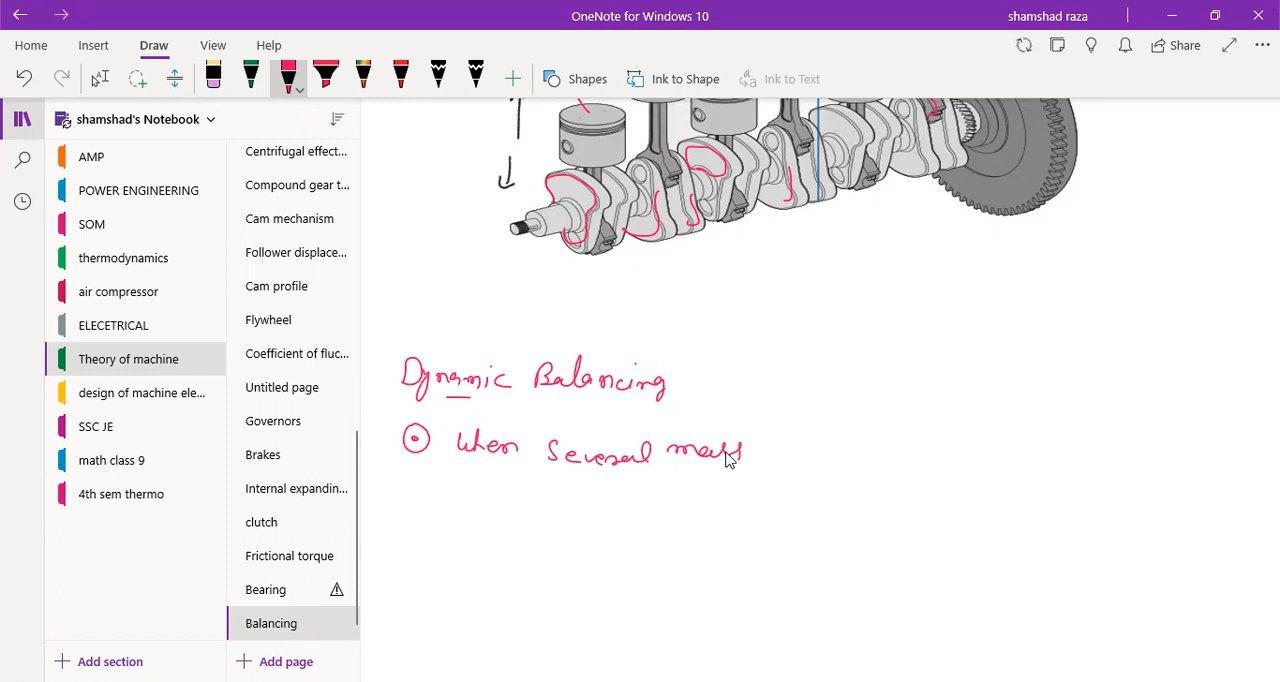 OneNote for Windows 10
shamshad raza
Home Insert Draw View Help
Share
Shapes
Ink to Shape
Ink to Text
shamshad's Notebook
AMP
POWER ENGINEERING
SOM
thermodynamics
air compressor
ELECETRICAL
Theory of machine
design of machine ele...
SSC JE
math class 9
4th sem thermo
Add section
Centrifugal effect...
Compound gear t...
Cam mechanism
Follower displace...
Cam profile
Flywheel
Coefficient of fluc...
Untitled page
Governors
Brakes
Internal expandin...
clutch
Frictional torque
Bearing
Balancing
Add page
Dynamic Balancing
When Several mass